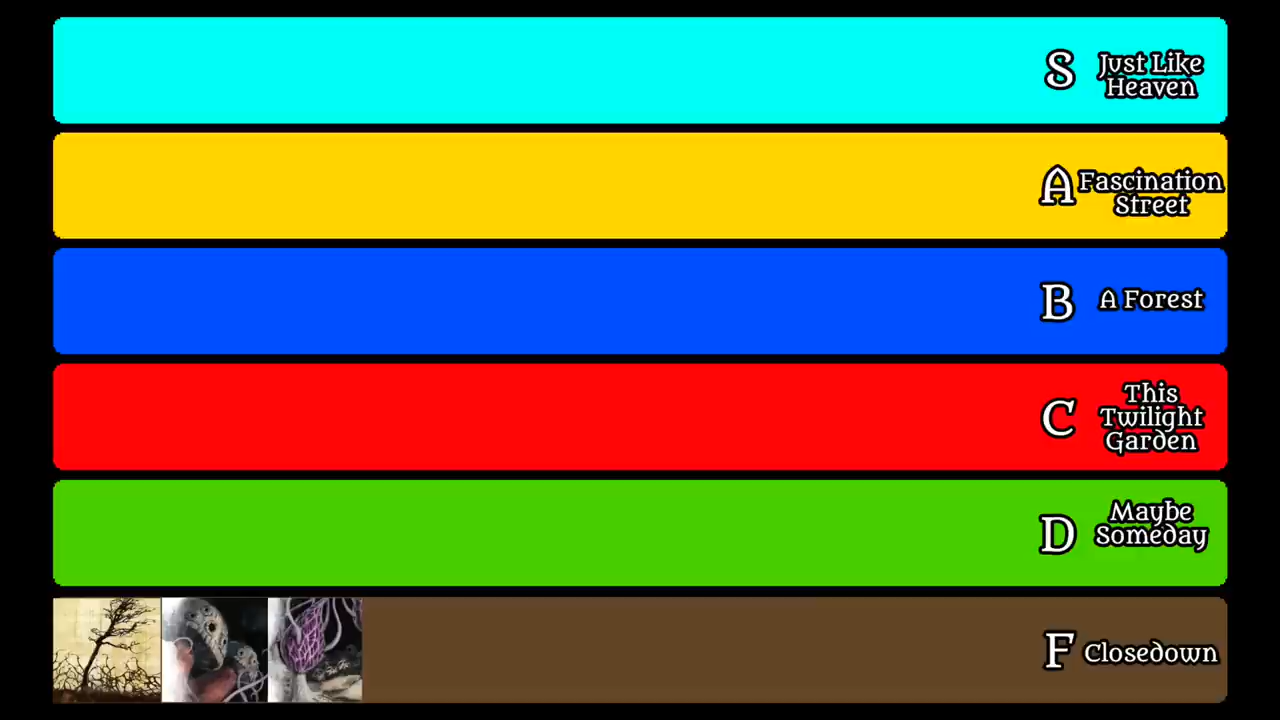 S Just Like
Heaven
A Fascination
Street
B A Forest
C This
Twilight
Garden
D Maybe
Someday
F Closedown